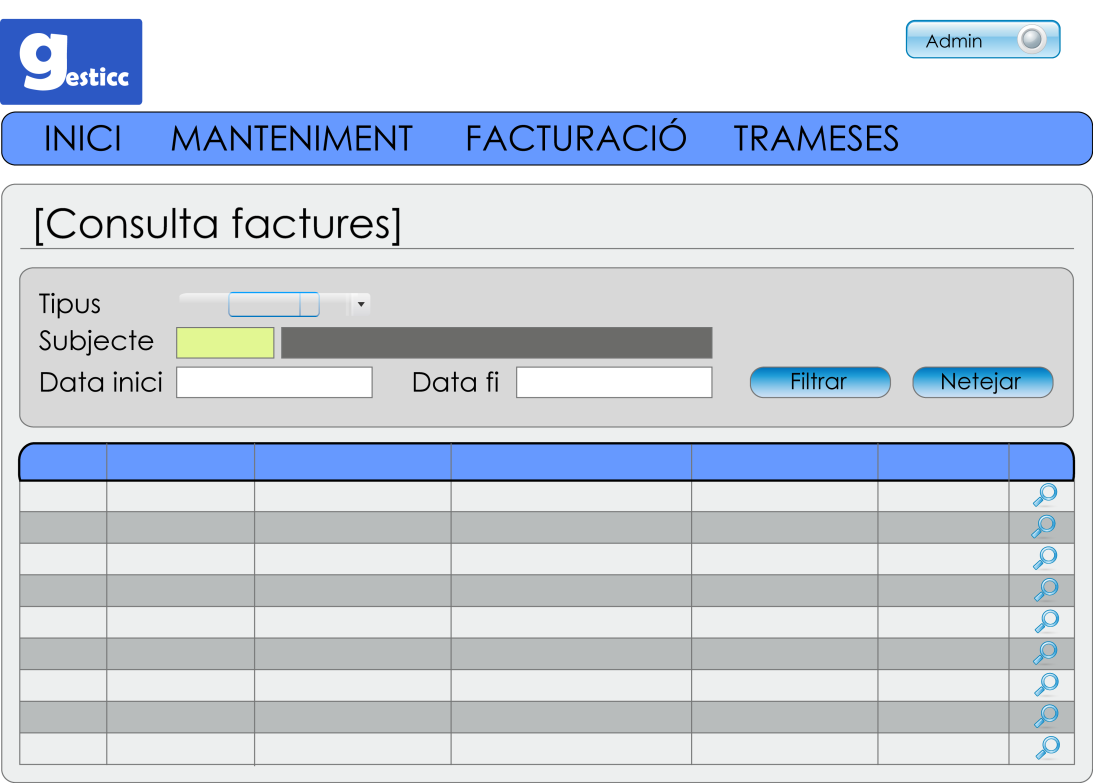 gesticc
Admin
INICI MANTENIMENT FACTURACIÓ TRAMESES
[Consulta factures]
Tipus
Subjecte
Data inici Data fi Filtrar Netejar